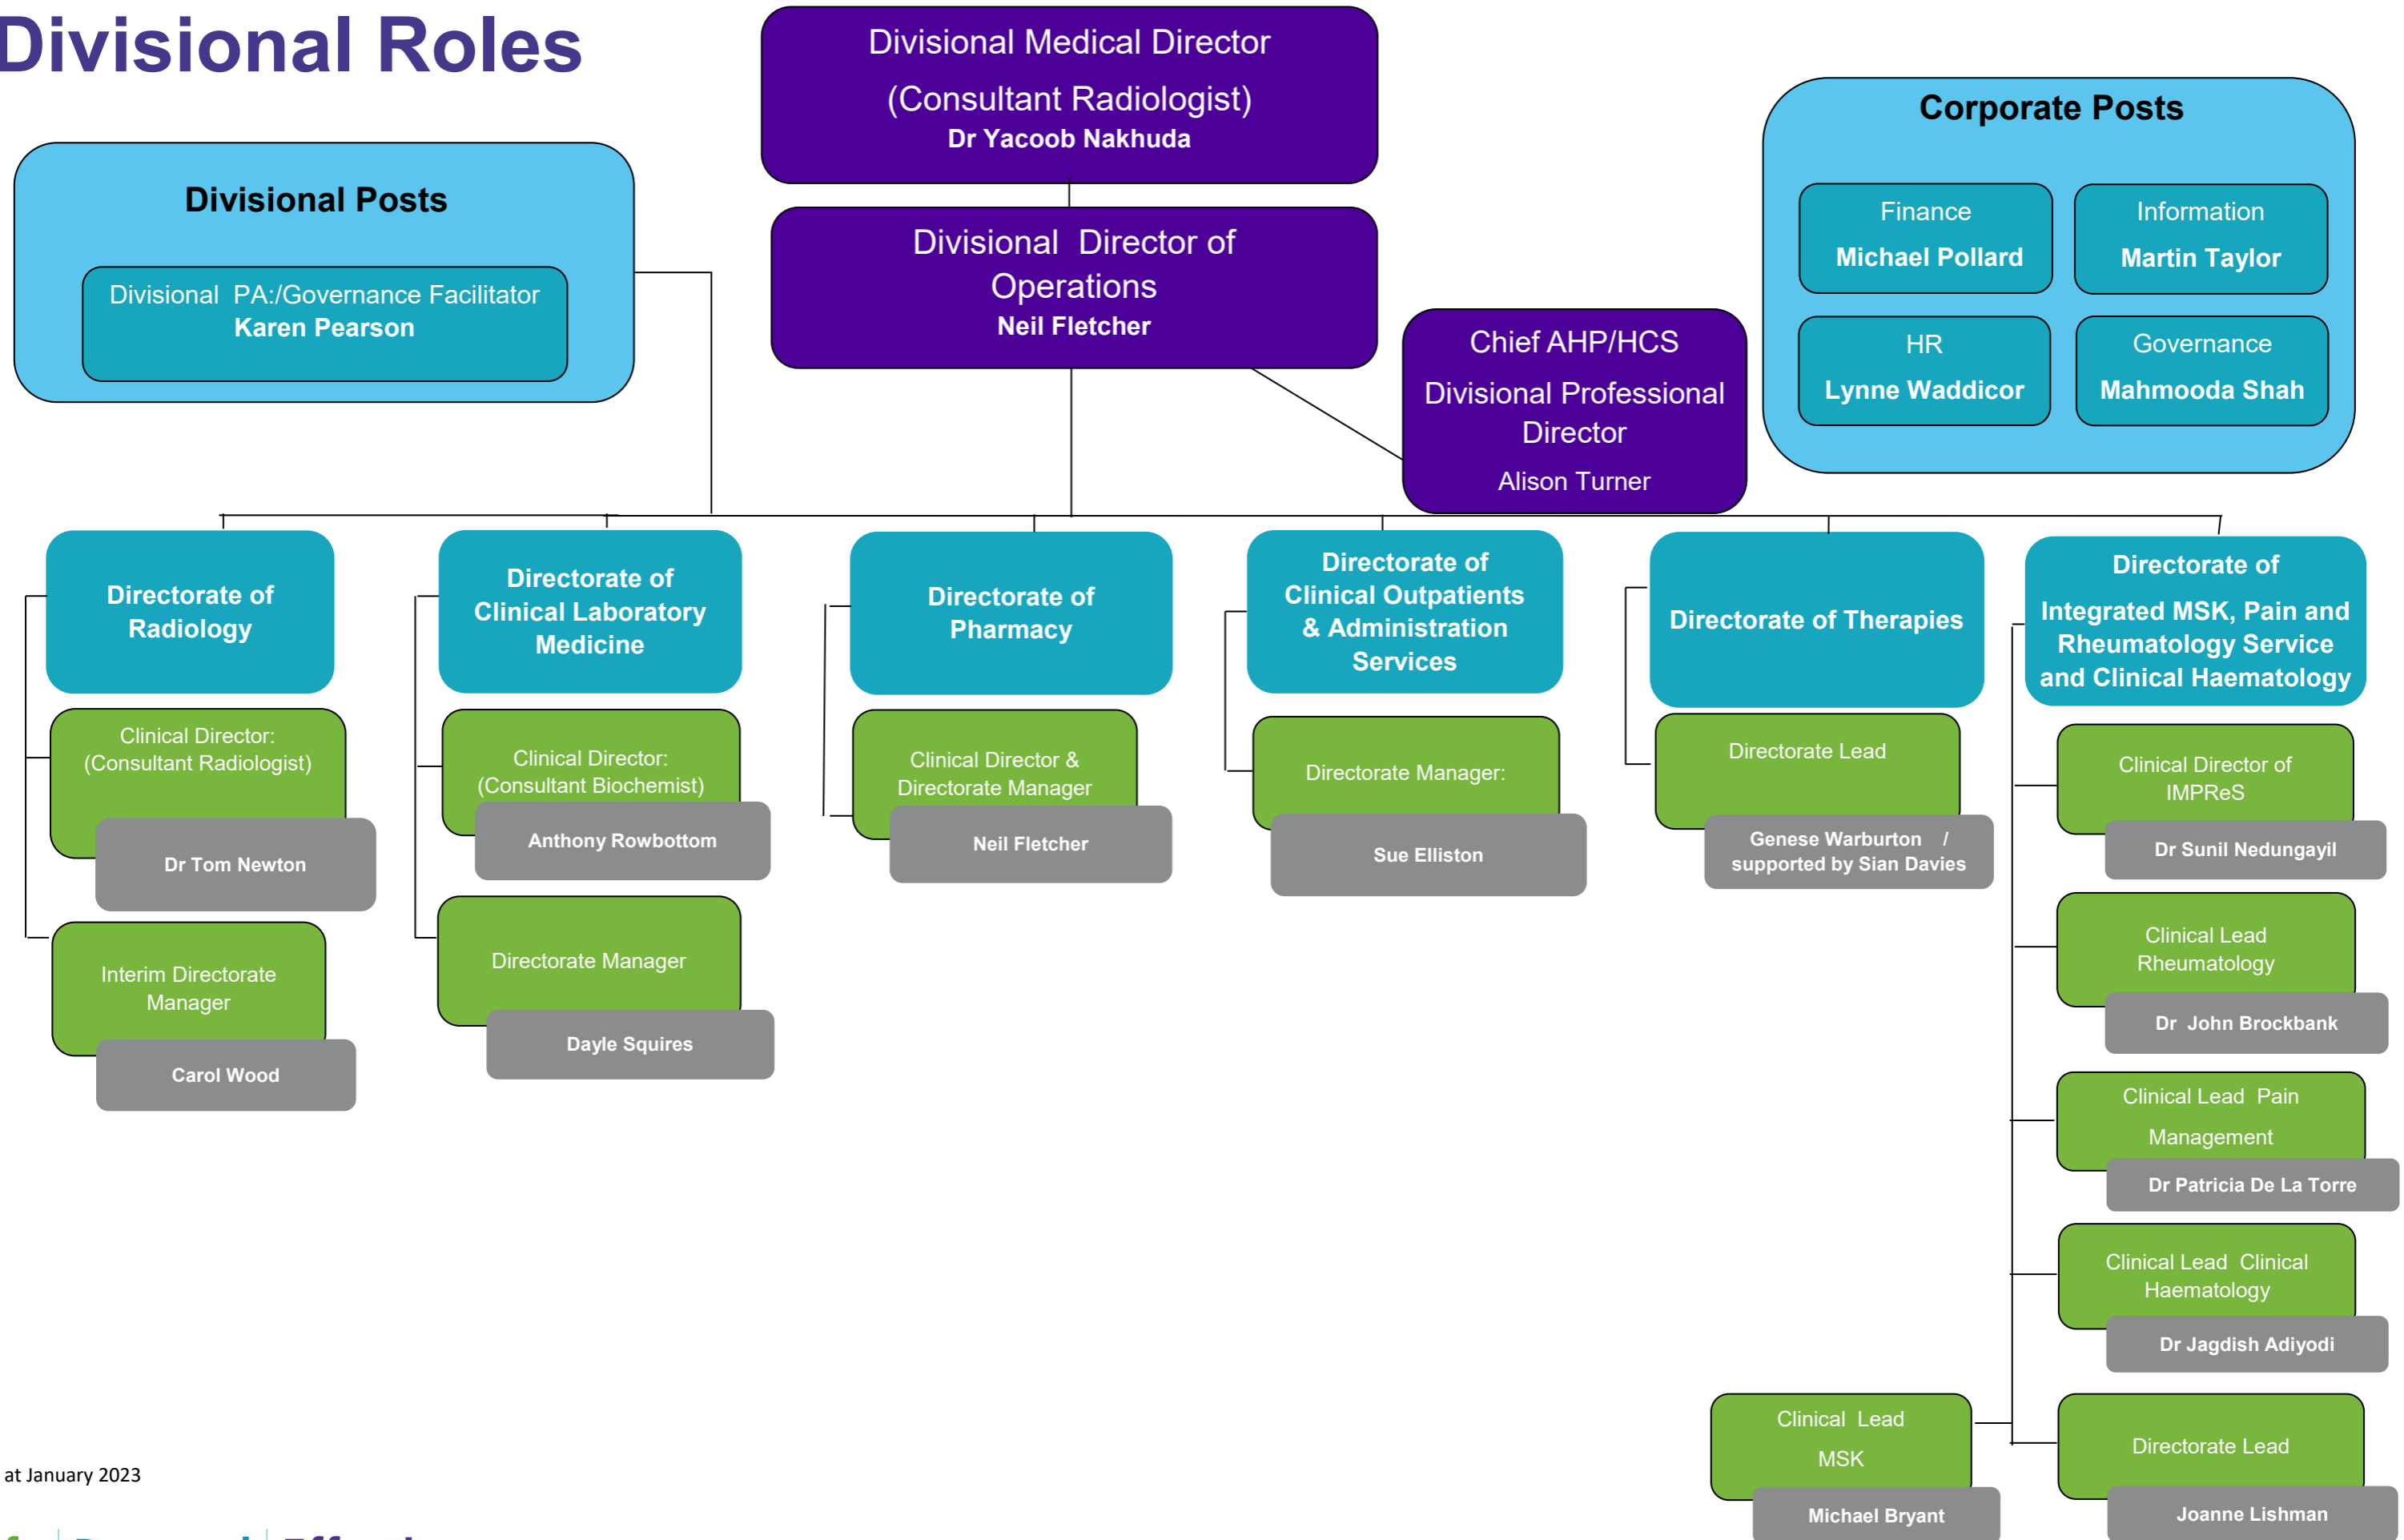 Divisional Roles
Divisional Medical Director
(Consultant Radiologist)
Dr Yacoob Nakhuda
Corporate Posts
Finance
Michael Pollard
Information
Martin Taylor
HR
Lynne Waddicor
Governance
Mahmooda Shah
Divisional Posts
Divisional PA:/Governance Facilitator
Karen Pearson
Divisional Director of
Operations
Neil Fletcher
Chief AHP/HCS
Divisional Professional
Director
Alison Turner
Directorate of
Radiology
Clinical Director:
(Consultant Radiologist)
Dr Tom Newton
Interim Directorate
Manager
Carol Wood
Directorate of
Clinical Laboratory
Medicine
Clinical Director:
(Consultant Biochemist)
Anthony Rowbottom
Directorate Manager
Dayle Squires
Directorate of
Pharmacy
Clinical Director &
Directorate Manager
Neil Fletcher
Directorate of
Clinical Outpatients
& Administration
Services
Directorate Manager:
Sue Elliston
Directorate of Therapies
Directorate Lead
Genese Warburton /
supported by Sian Davies
Directorate of
Integrated MSK, Pain and
Rheumatology Service
and Clinical Haematology
Clinical Director of
IMPReS
Dr Sunil Nedungayil
Clinical Lead
Rheumatology
Dr John Brockbank
Clinical Lead Pain
Management
Dr Patricia De La Torre
Clinical Lead Clinical
Haematology
Dr Jagdish Adiyodi
Clinical Lead
MSK
Michael Bryant
Directorate Lead
Joanne Lishman
at January 2023